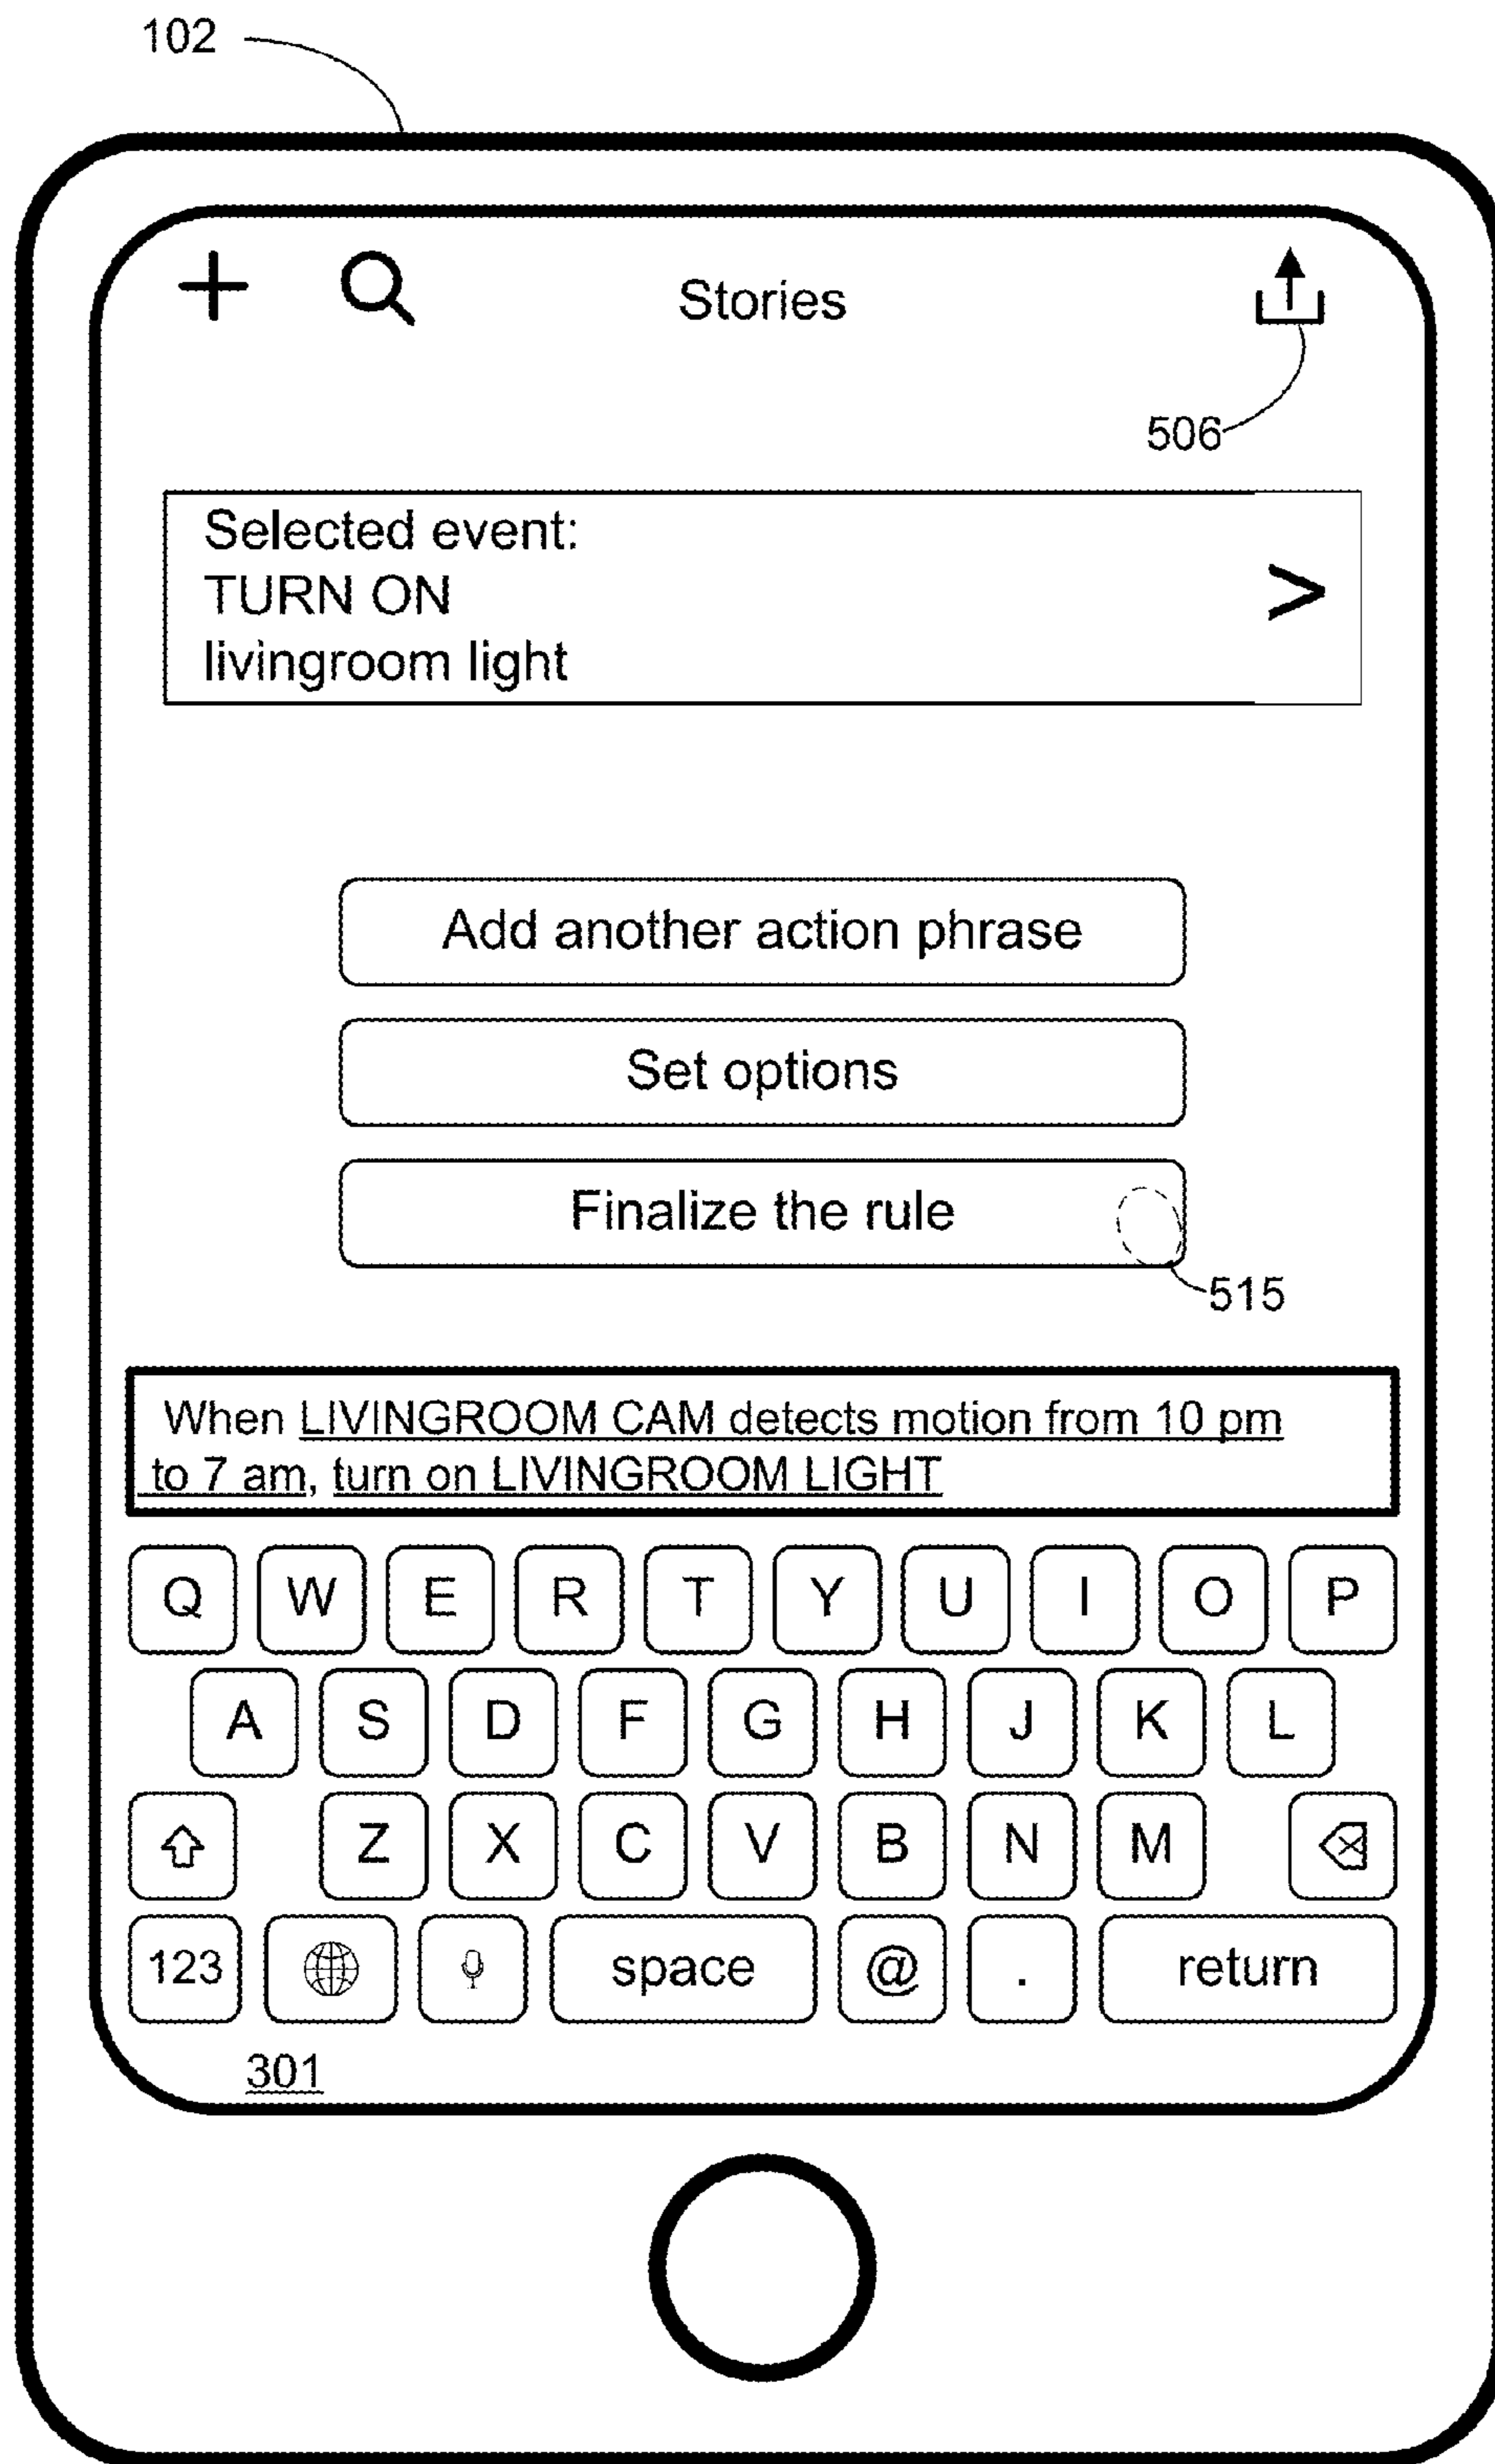 102
Stories
506
Selected event:
TURN ON
livingroom light
>
Add another action phrase
Set options
Finalize the rule
515
When LIVINGROOM CAM detects motion from 10 pm
to 7 am, turn on LIVINGROOM LIGHT
Q W E R T Y U I O P
A S D F G H J K L
Z X C V B N M
123 space @ . return
301